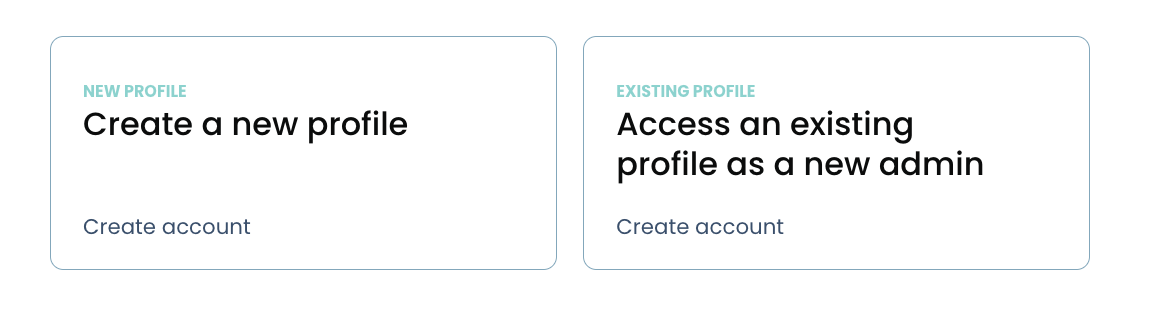 NEW PROFILE
Create a new profile
Create account
EXISTING PROFILE
Access an existing
profile as a new admin
Create account